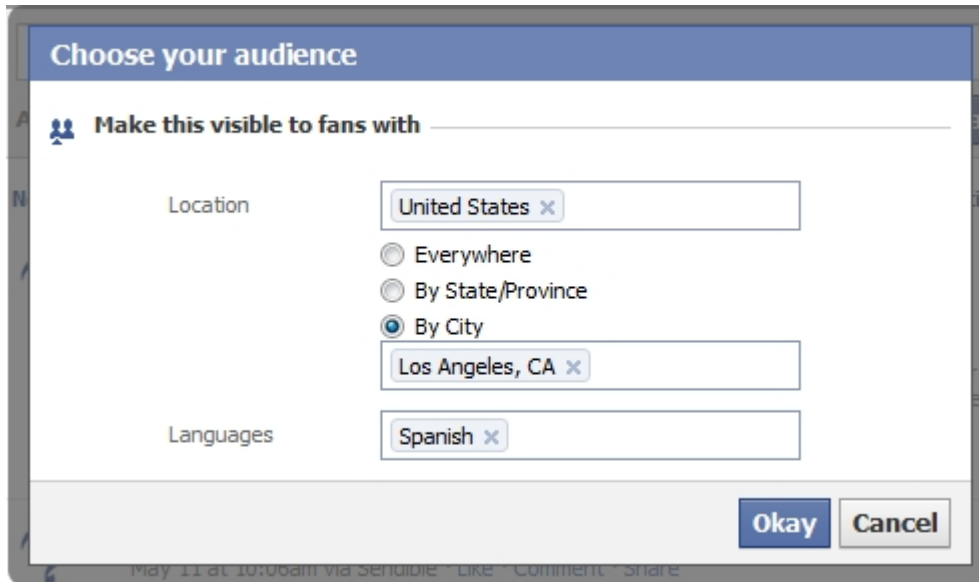 Choose your audience
Make this visible to fans with
Location
United States ×
Everywhere
By State/Province
By City
Los Angeles, CA ×
Languages
Spanish ×
Okay
Cancel
May 11 at 10:06am via Sendible · Like · Comment · Share